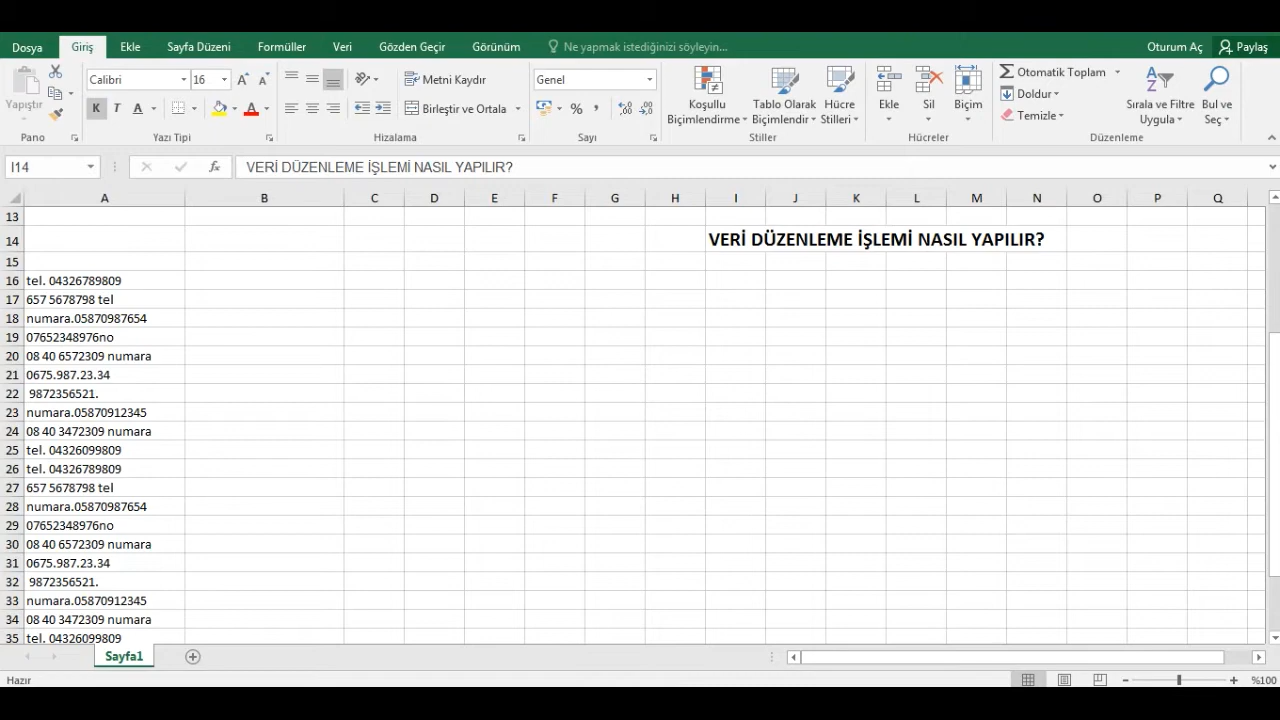 Dosya Giriş Ekle Sayfa Düzeni Formüller Veri Gözden Geçir Görünüm Ne yapmak istediğinizi söyleyin... Oturum Aç Paylaş
Yapıştır
Calibri 16
K T A A
Metni Kaydır
Birleştir ve Ortala
Genel
%
Koşullu Biçimlendirme
Tablo Olarak Biçimlendir
Hücre Stilleri
Ekle Sil Biçim
Otomatik Toplam
Doldur
Temizle
Sırala ve Filtre Uygula
Bul ve Seç
Pano Yazı Tipi Hizalama Sayı Stiller Hücreler Düzenleme
I14 fx VERİ DÜZENLEME İŞLEMİ NASIL YAPILIR?
A B C D E F G H I J K L M N O P Q
13
14 VERİ DÜZENLEME İŞLEMİ NASIL YAPILIR?
15
16 tel. 04326789809
17 657 5678798 tel
18 numara.05870987654
19 07652348976no
20 08 40 6572309 numara
21 0675.987.23.34
22 9872356521.
23 numara.05870912345
24 08 40 3472309 numara
25 tel. 04326099809
26 tel. 04326789809
27 657 5678798 tel
28 numara.05870987654
29 07652348976no
30 08 40 6572309 numara
31 0675.987.23.34
32 9872356521.
33 numara.05870912345
34 08 40 3472309 numara
35 tel. 04326099809
Sayfa1
Hazır %100